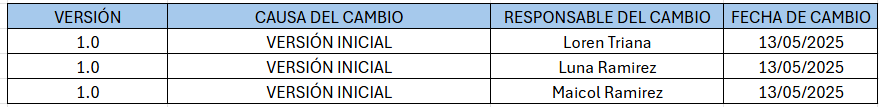 VERSIÓN CAUSA DEL CAMBIO RESPONSABLE DEL CAMBIO FECHA DE CAMBIO
1.0 VERSIÓN INICIAL Loren Triana 13/05/2025
1.0 VERSIÓN INICIAL Luna Ramirez 13/05/2025
1.0 VERSIÓN INICIAL Maicol Ramirez 13/05/2025